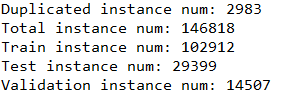 Duplicated instance num: 2983
Total instance num: 146818
Train instance num: 102912
Test instance num: 29399
Validation instance num: 14507